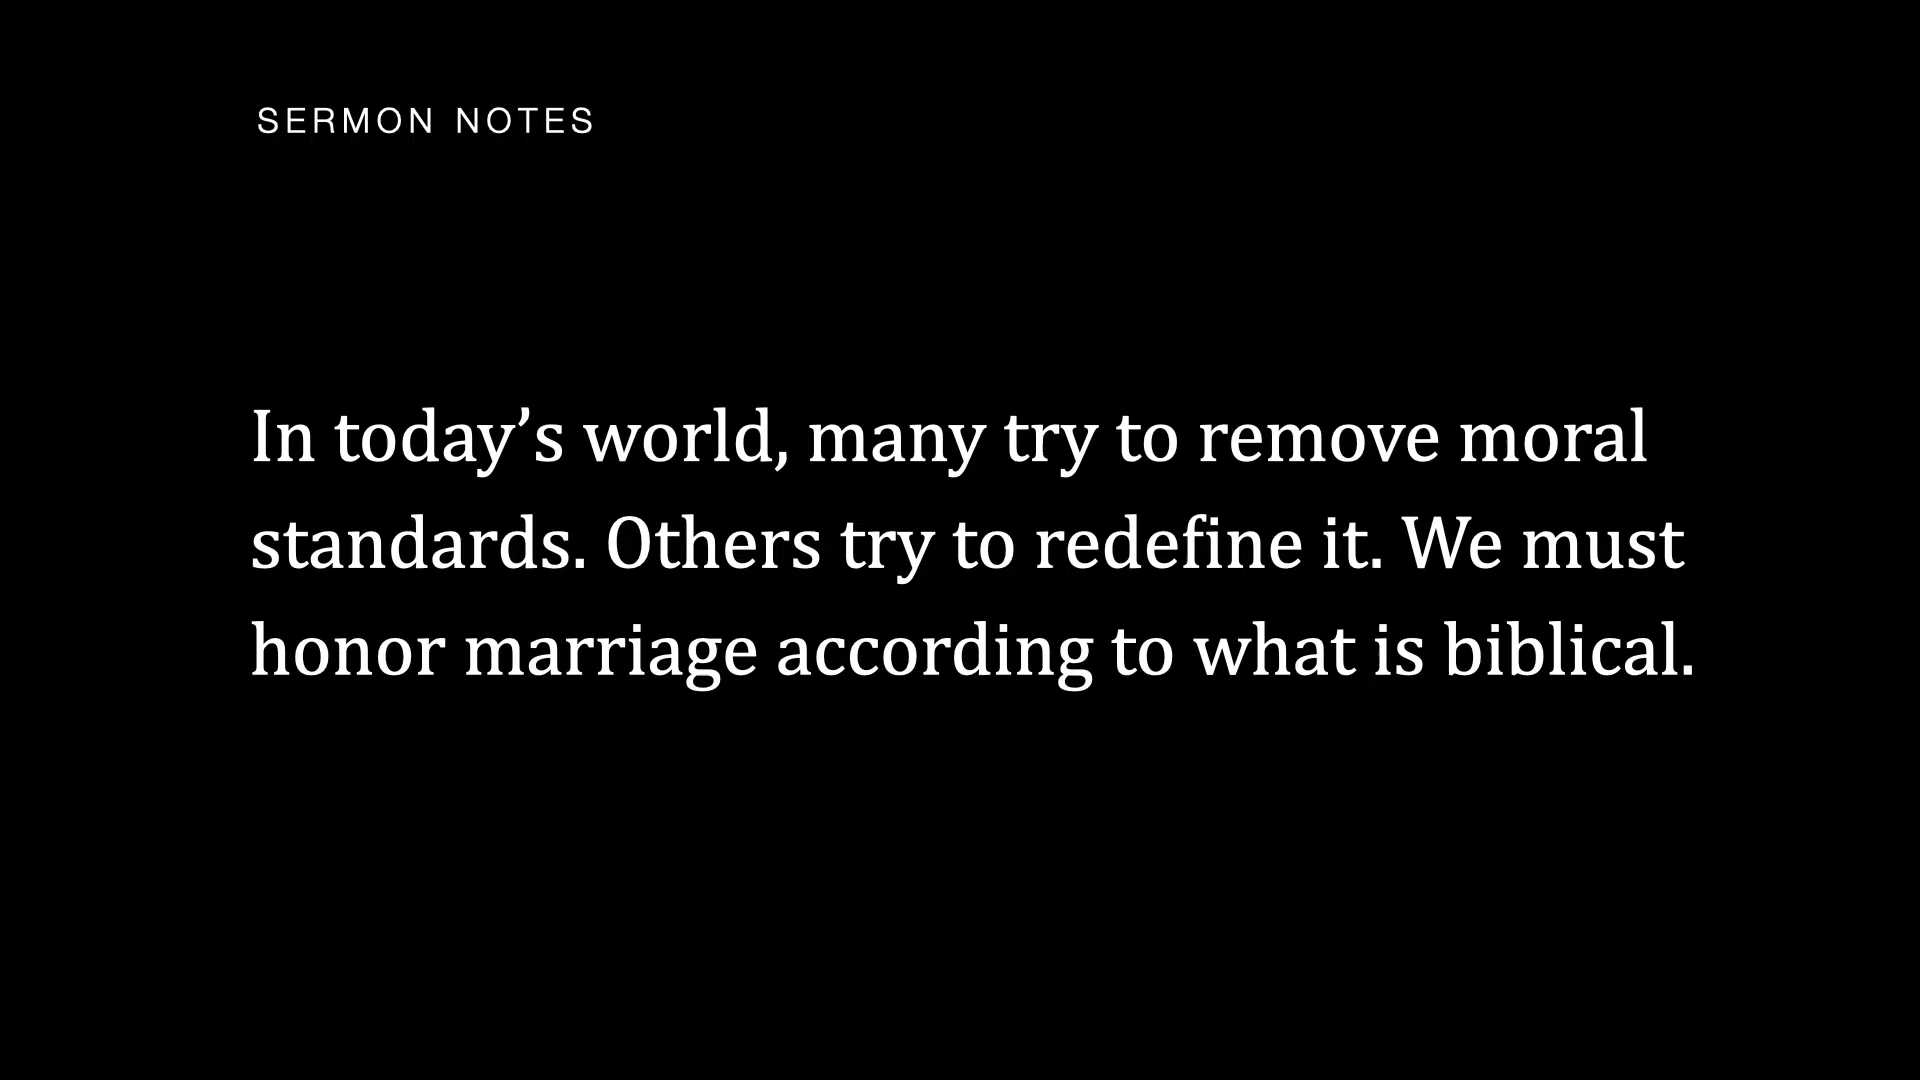 SERMON NOTES
In today’s world, many try to remove moral
standards. Others try to redefine it. We must
honor marriage according to what is biblical.